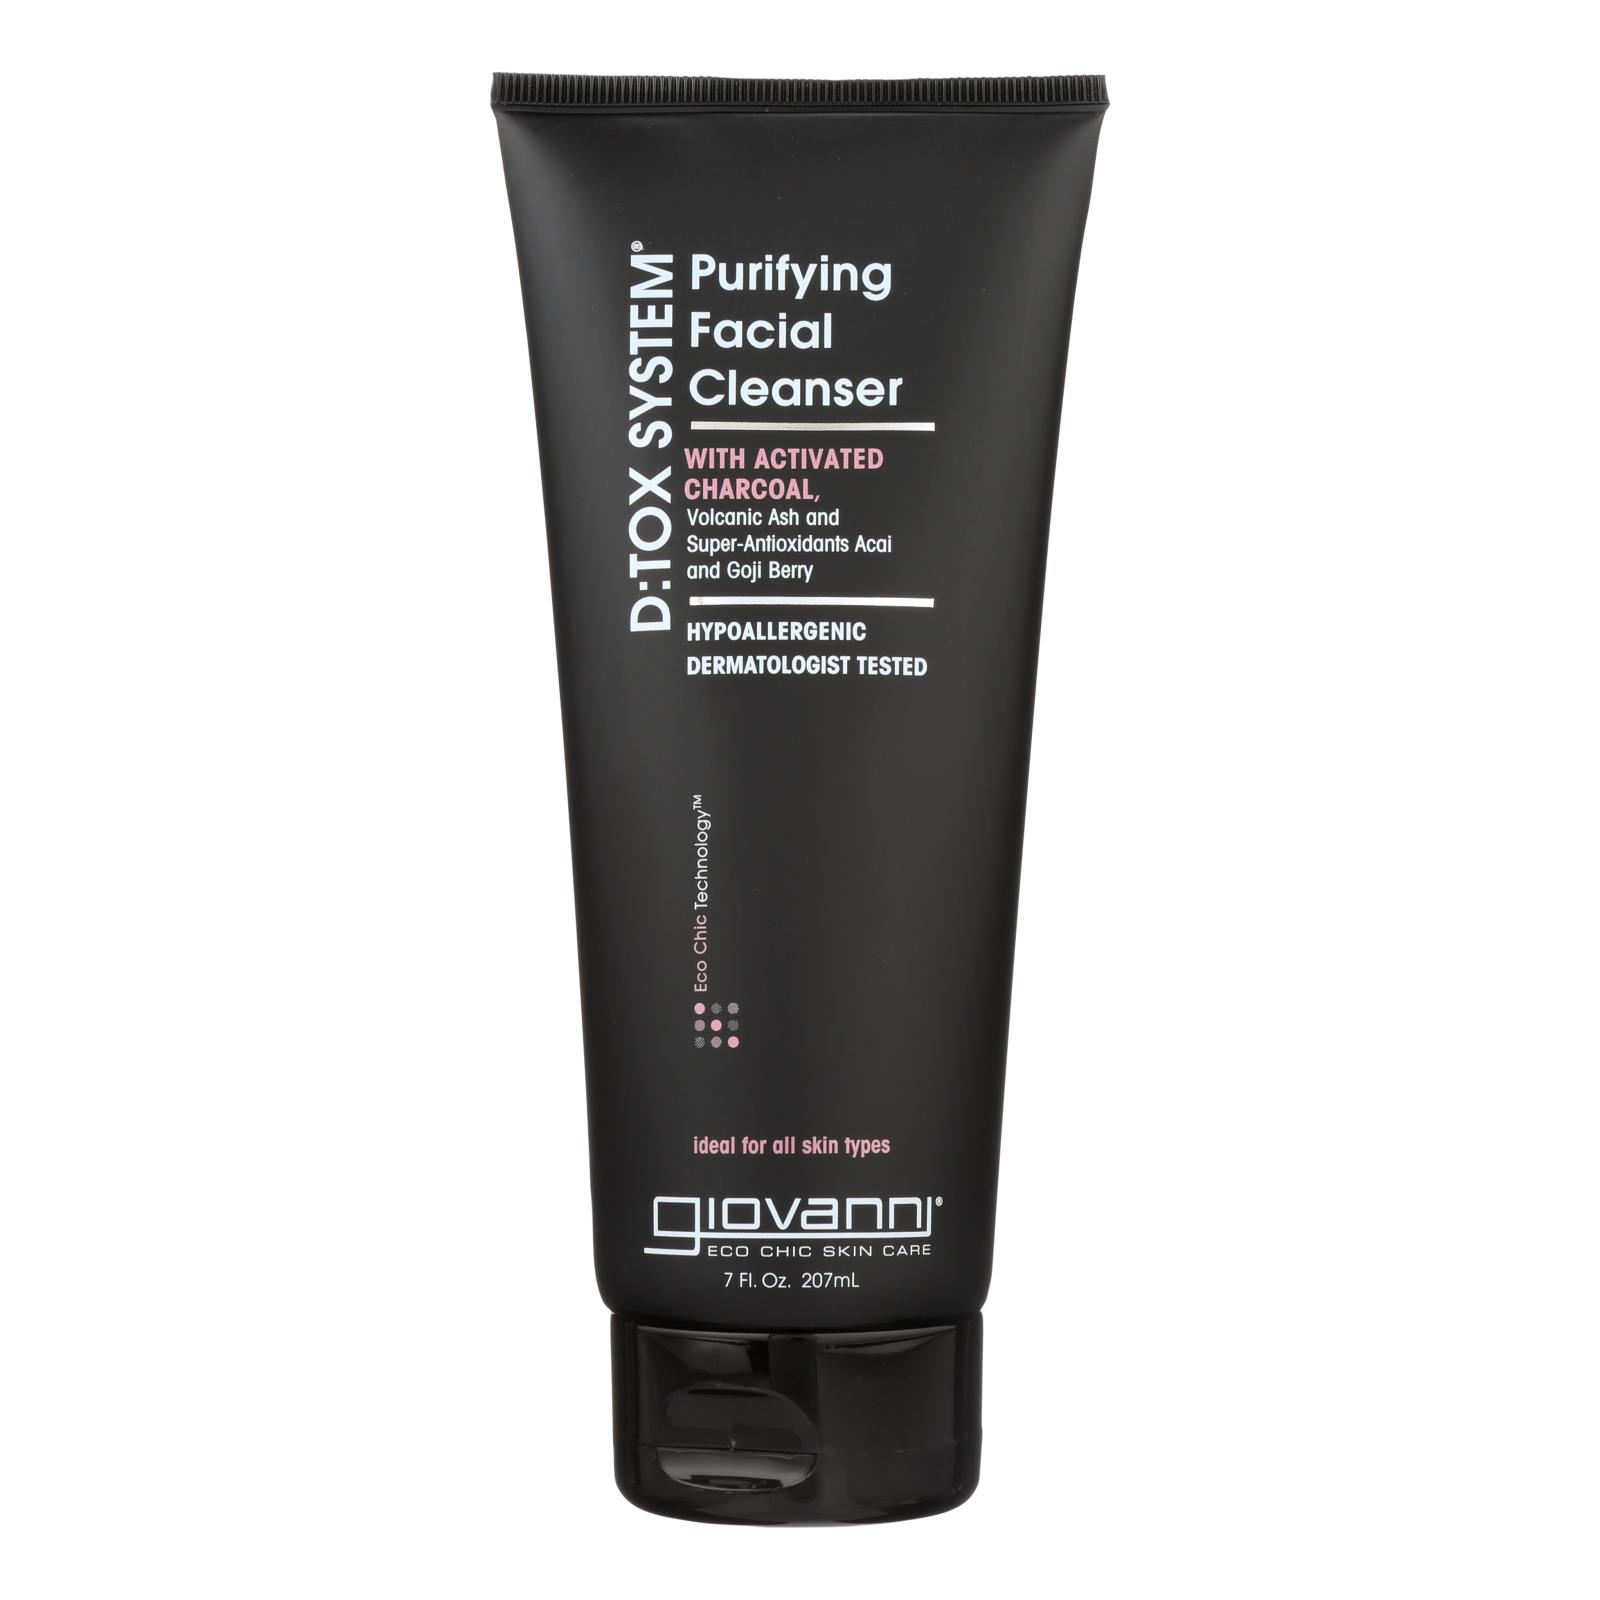 D:TOX SYSTEM®
Purifying
Facial
Cleanser
WITH ACTIVATED
CHARCOAL,
Volcanic Ash and
Super-Antioxidants Acai
and Goji Berry
HYPOALLERGENIC
DERMATOLOGIST TESTED
Eco Chic Technology™
ideal for all skin types
giovanni®
ECO CHIC SKIN CARE
7 Fl. Oz. 207mL